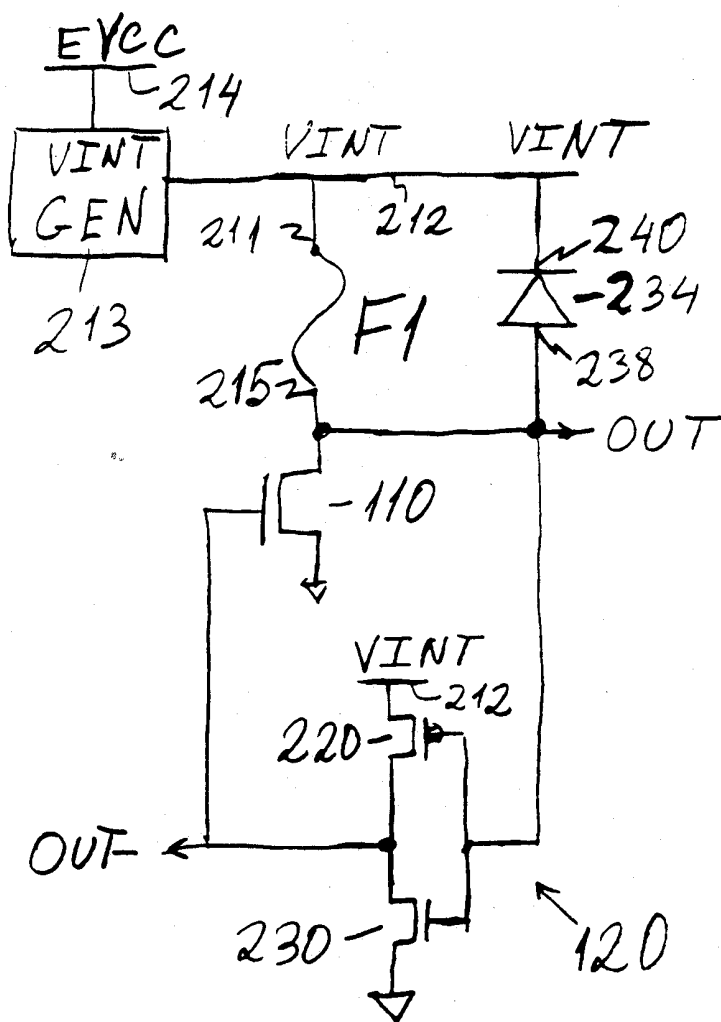 EVCC
214
VINT
GEN
213
VINT
VINT
211
212
240
234
F1
238
215
OUT
110
VINT
212
220
OUT-
230
120